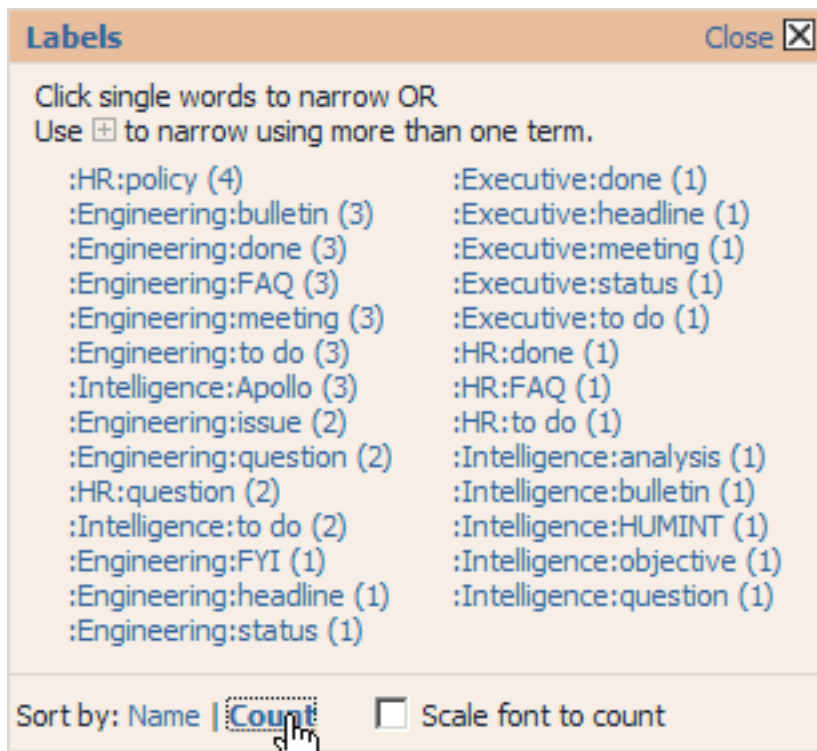 Labels Close
Click single words to narrow OR
Use + to narrow using more than one term.
:HR:policy (4)
:Engineering:bulletin (3)
:Engineering:done (3)
:Engineering:FAQ (3)
:Engineering:meeting (3)
:Engineering:to do (3)
:Intelligence:Apollo (3)
:Engineering:issue (2)
:Engineering:question (2)
:HR:question (2)
:Intelligence:to do (2)
:Engineering:FYI (1)
:Engineering:headline (1)
:Engineering:status (1)
:Executive:done (1)
:Executive:headline (1)
:Executive:meeting (1)
:Executive:status (1)
:Executive:to do (1)
:HR:done (1)
:HR:FAQ (1)
:HR:to do (1)
:Intelligence:analysis (1)
:Intelligence:bulletin (1)
:Intelligence:HUMINT (1)
:Intelligence:objective (1)
:Intelligence:question (1)
Sort by: Name | Count Scale font to count